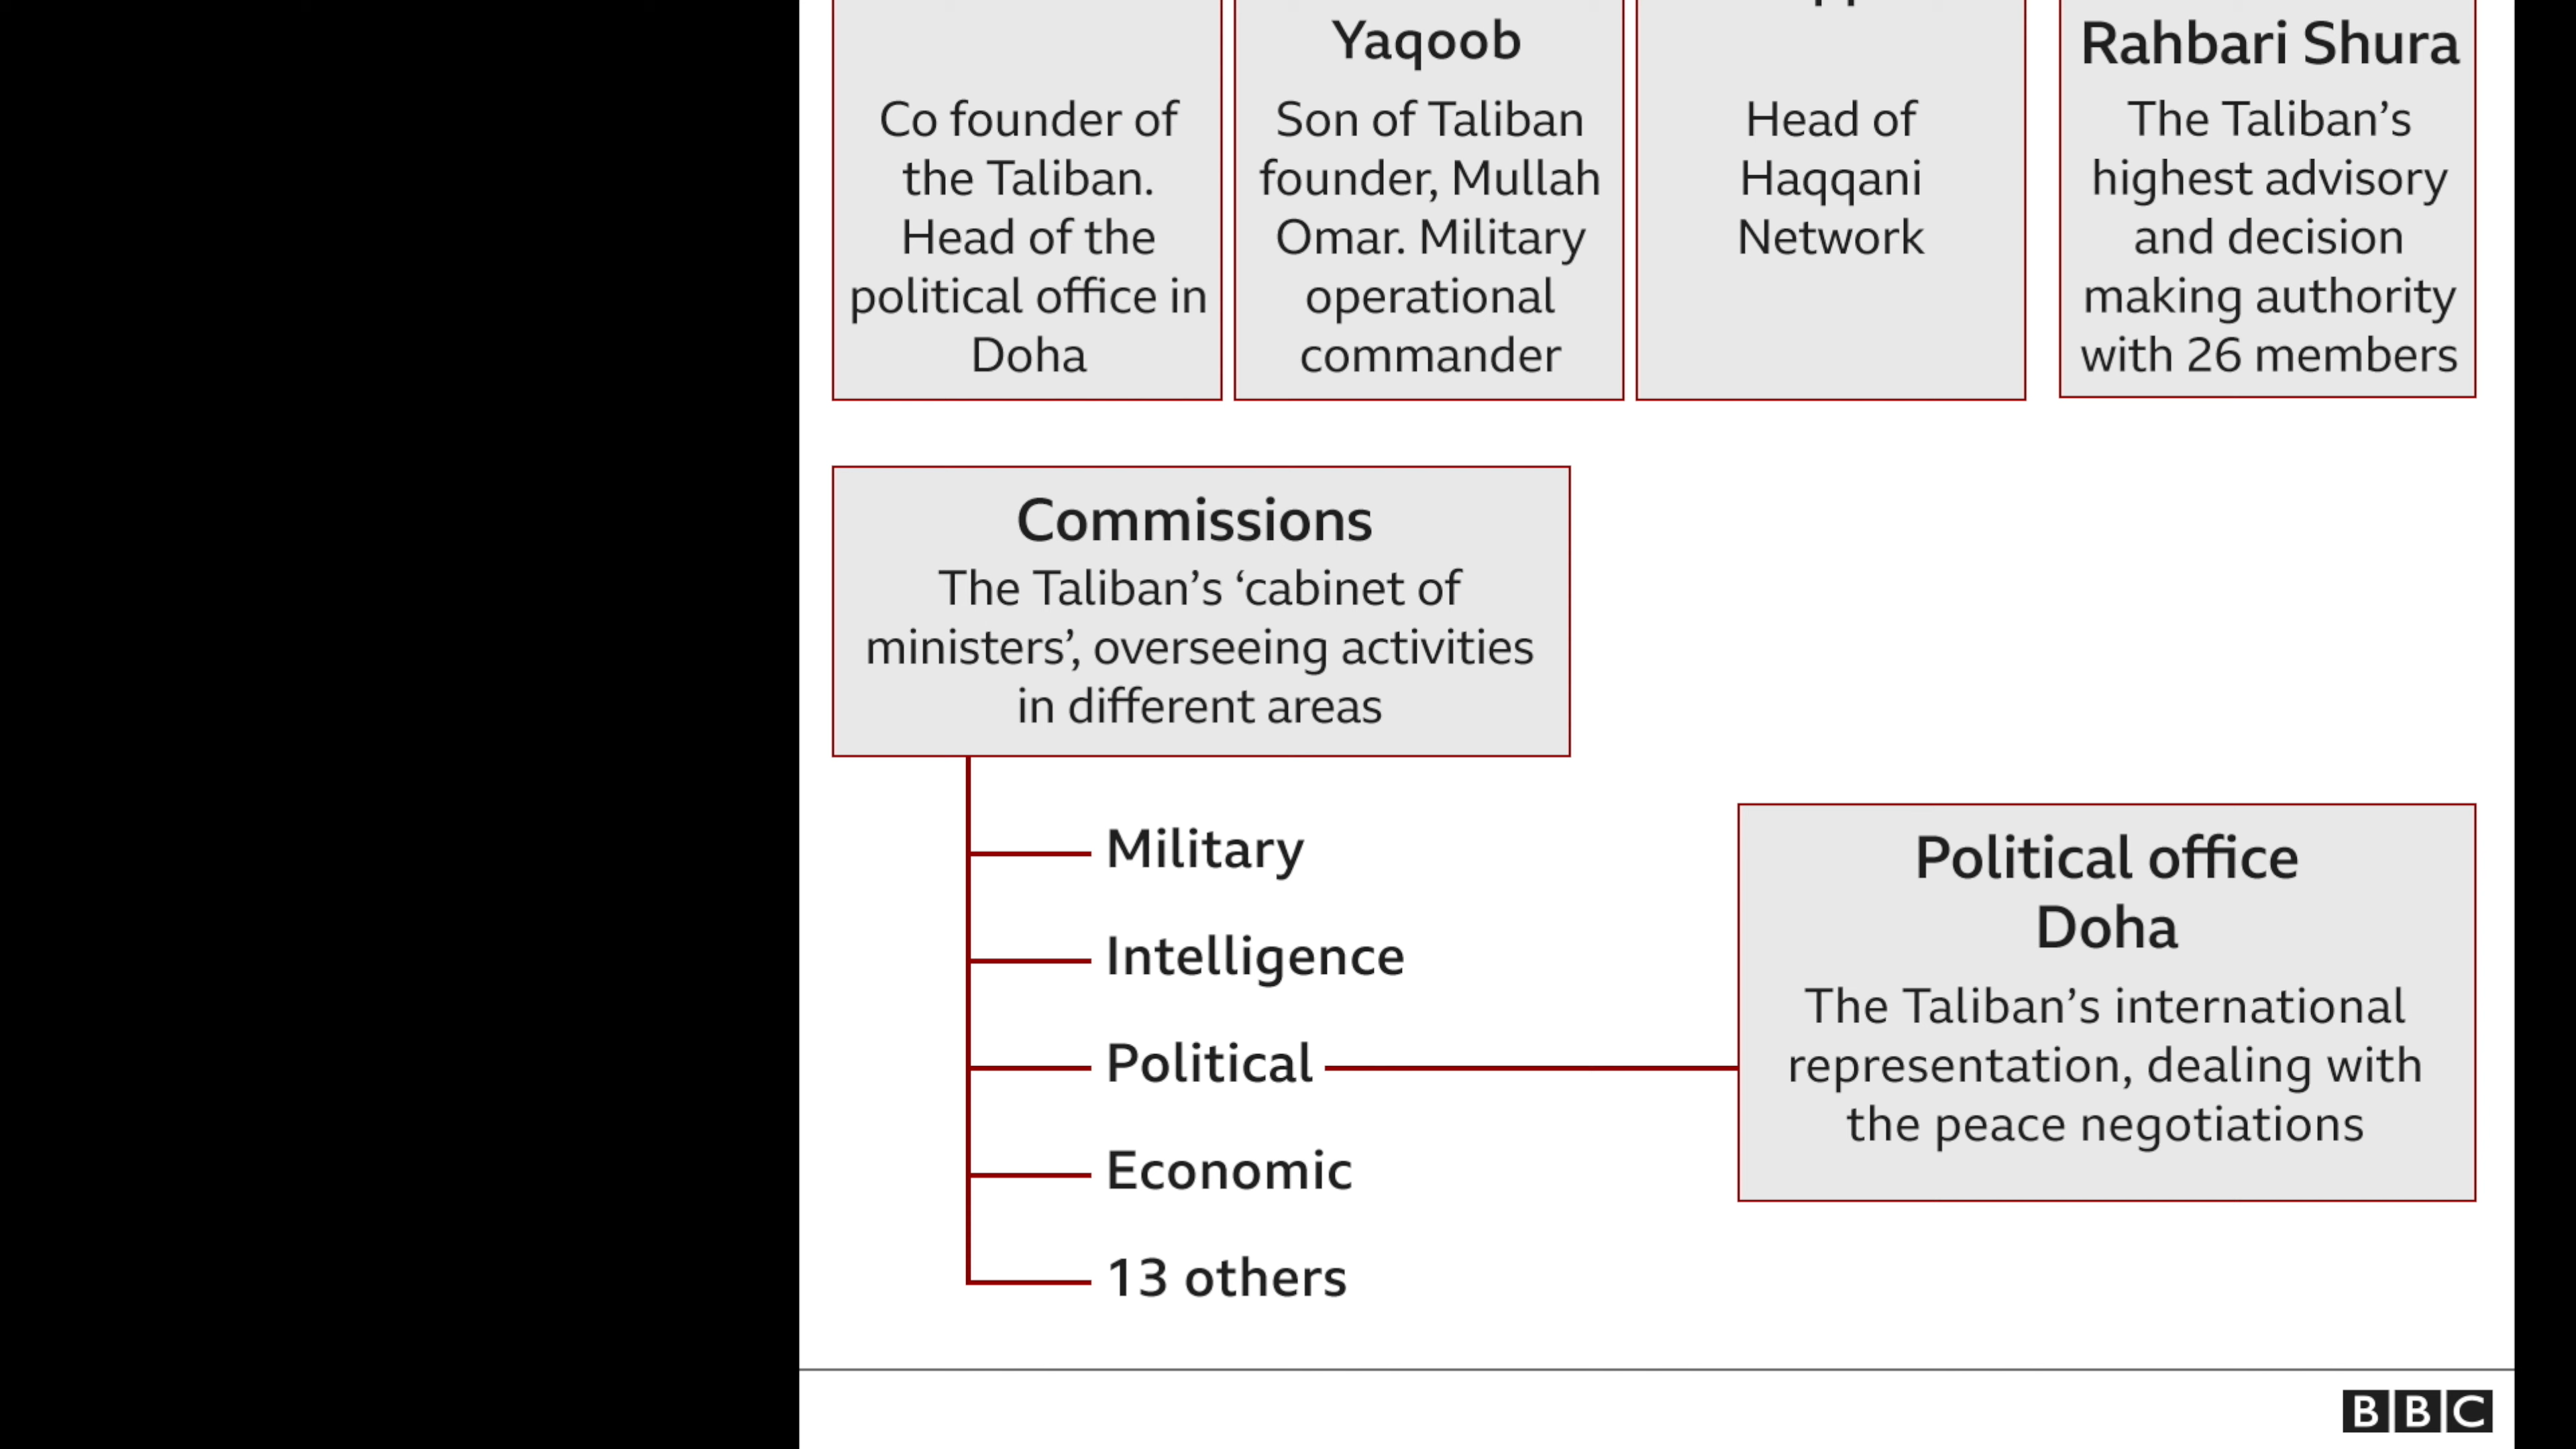 Yaqoob
Rahbari Shura
Co founder of
the Taliban.
Head of the
political office in
Doha
Son of Taliban
founder, Mullah
Omar. Military
operational
commander
Head of
Haqqani
Network
The Taliban’s
highest advisory
and decision
making authority
with 26 members
Commissions
The Taliban’s ‘cabinet of
ministers’, overseeing activities
in different areas
Military
Intelligence
Political
Economic
13 others
Political office
Doha
The Taliban’s international
representation, dealing with
the peace negotiations
BBC